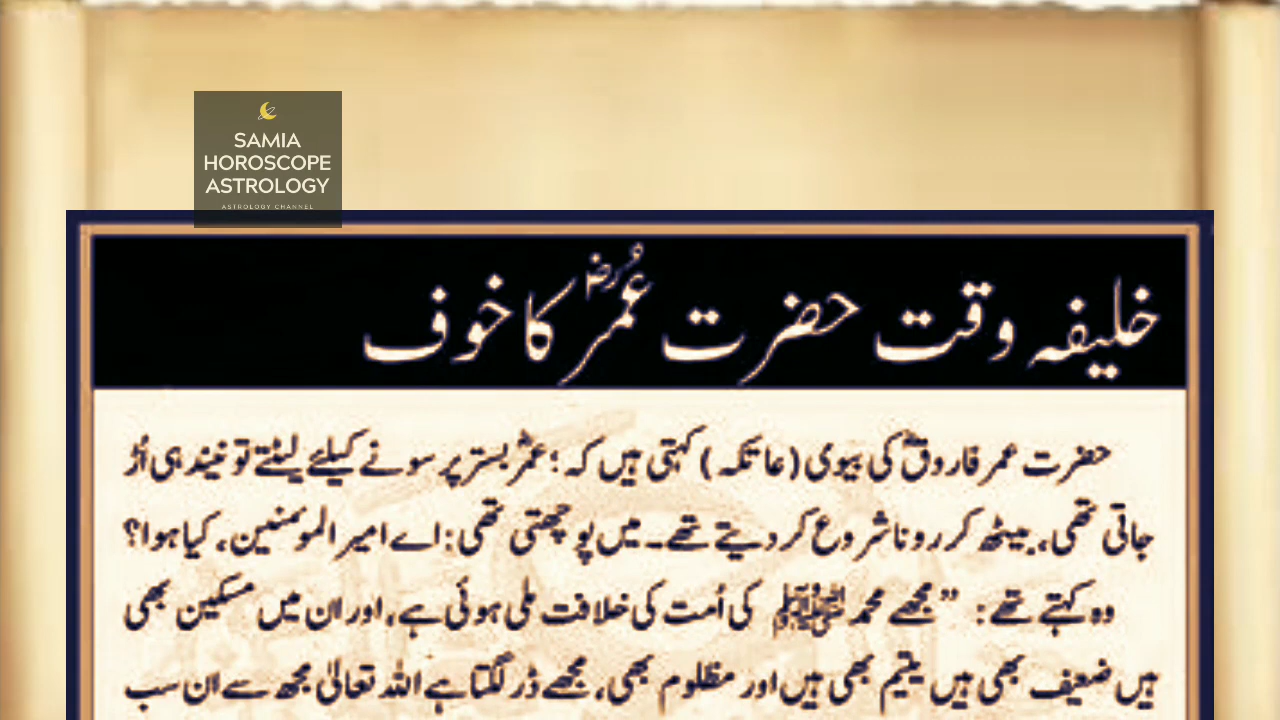 SAMIA
HOROSCOPE
ASTROLOGY
ASTROLOGY CHANNEL
خلیفہ وقت حضرت عمرؓ کا خوف
حضرت عمر فاروقؓ کی بیوی (عاتکہ) کہتی ہیں کہ؛ عمرؓ بستر پر سونے کیلئے لیٹتے تو نیند ہی اُڑ
جاتی تھی، بیٹھ کر رونا شروع کر دیتے تھے۔ میں پوچھتی تھی: اے امیر المومنین، کیا ہوا؟
وہ کہتے تھے: ”مجھے محمد ﷺ کی اُمت کی خلافت ملی ہوئی ہے، اور ان میں مسکین بھی
ہیں ضعیف بھی ہیں یتیم بھی ہیں اور مظلوم بھی، مجھے ڈر لگتا ہے اللہ تعالیٰ مجھ سے ان سب